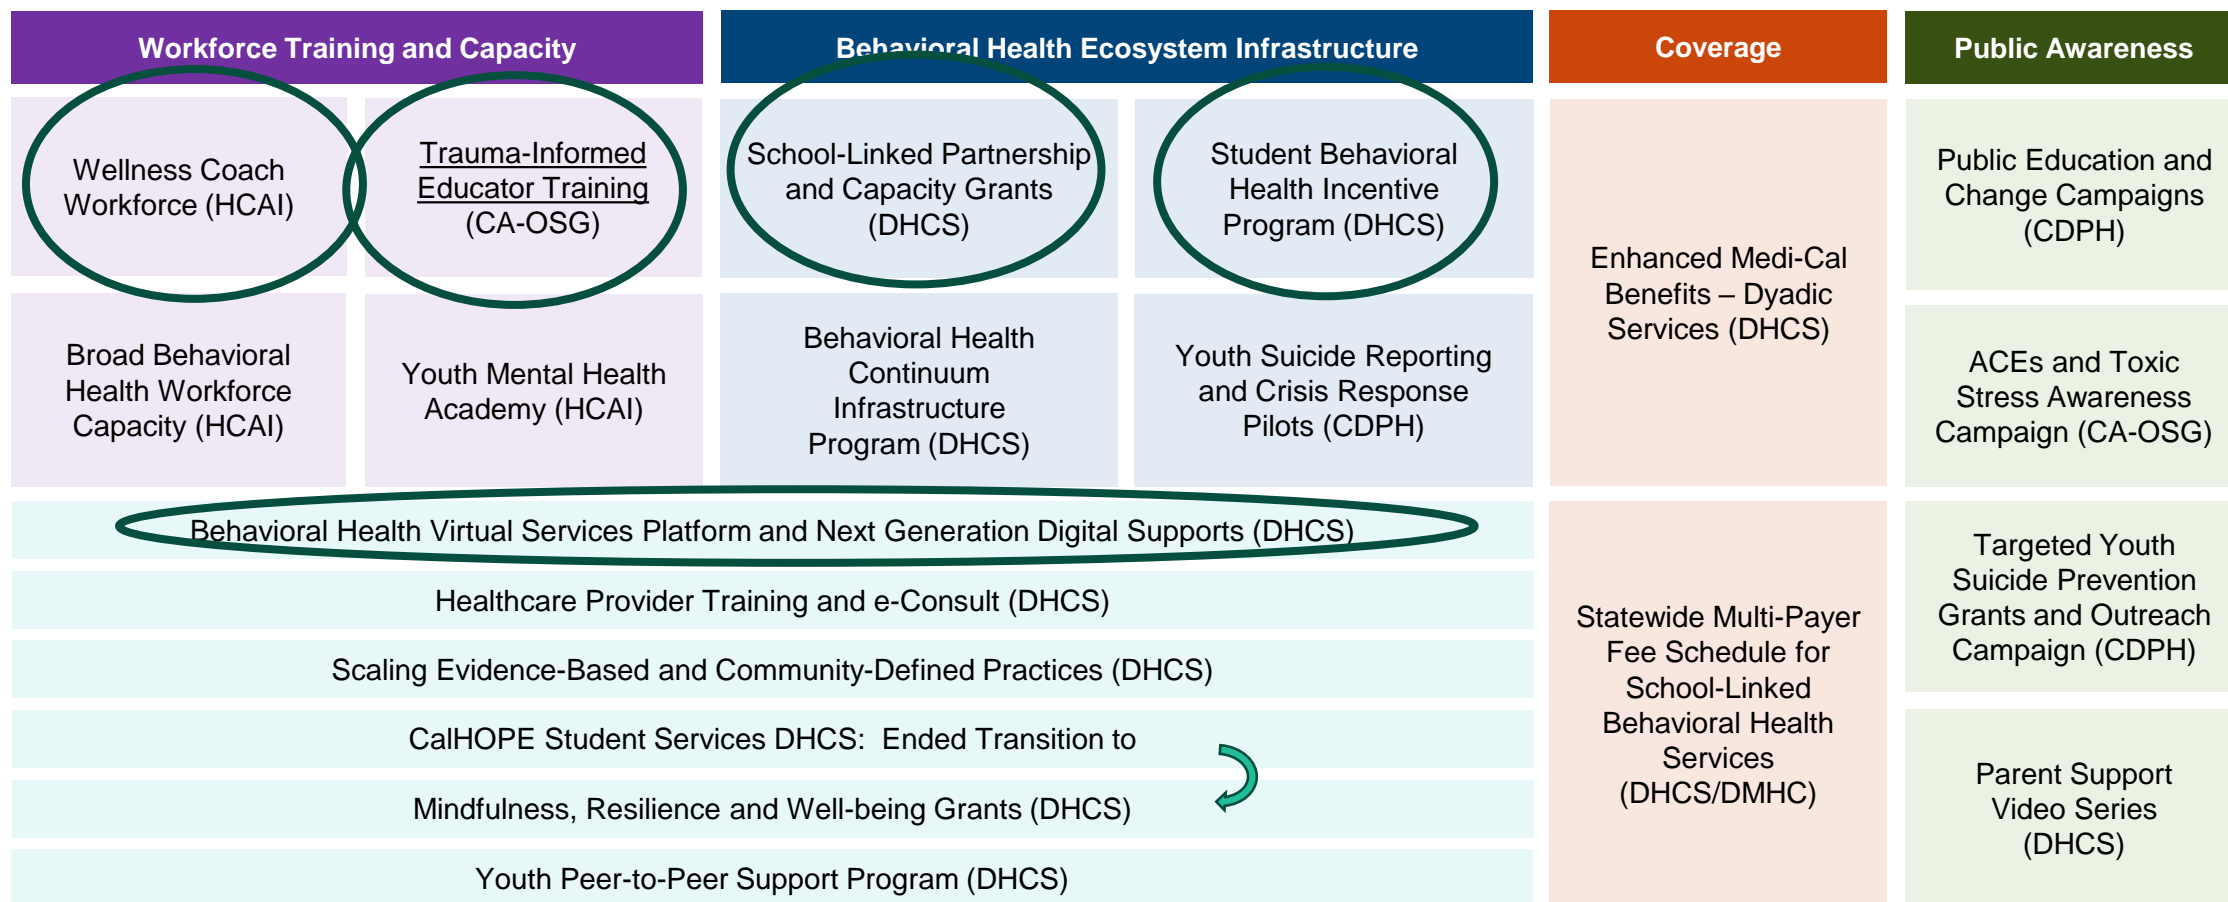 Workforce Training and Capacity
Behavioral Health Ecosystem Infrastructure
Coverage
Public Awareness
Wellness Coach
Workforce (HCAI)
Trauma-Informed
Educator Training
(CA-OSG)
School-Linked Partnership
and Capacity Grants
(DHCS)
Student Behavioral
Health Incentive
Program (DHCS)
Broad Behavioral
Health Workforce
Capacity (HCAI)
Youth Mental Health
Academy (HCAI)
Behavioral Health
Continuum
Infrastructure
Program (DHCS)
Youth Suicide Reporting
and Crisis Response
Pilots (CDPH)
Behavioral Health Virtual Services Platform and Next Generation Digital Supports (DHCS)
Healthcare Provider Training and e-Consult (DHCS)
Scaling Evidence-Based and Community-Defined Practices (DHCS)
CalHOPE Student Services DHCS:  Ended Transition to
Mindfulness, Resilience and Well-being Grants (DHCS)
Youth Peer-to-Peer Support Program (DHCS)
Enhanced Medi-Cal
Benefits – Dyadic
Services (DHCS)
Statewide Multi-Payer
Fee Schedule for
School-Linked
Behavioral Health
Services
(DHCS/DMHC)
Public Education and
Change Campaigns
(CDPH)
ACEs and Toxic
Stress Awareness
Campaign (CA-OSG)
Targeted Youth
Suicide Prevention
Grants and Outreach
Campaign (CDPH)
Parent Support
Video Series
(DHCS)